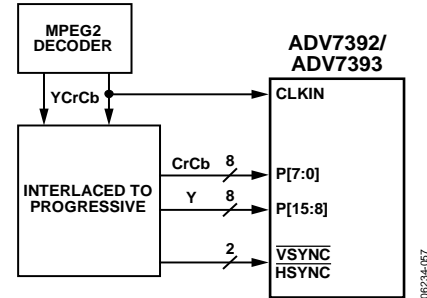 MPEG2
DECODER
YCrCb
INTERLACED TO
PROGRESSIVE
CrCb 8
Y 8
2
ADV7392/
ADV7393
CLKIN
P[7:0]
P[15:8]
VSYNC
HSYNC
06234-057